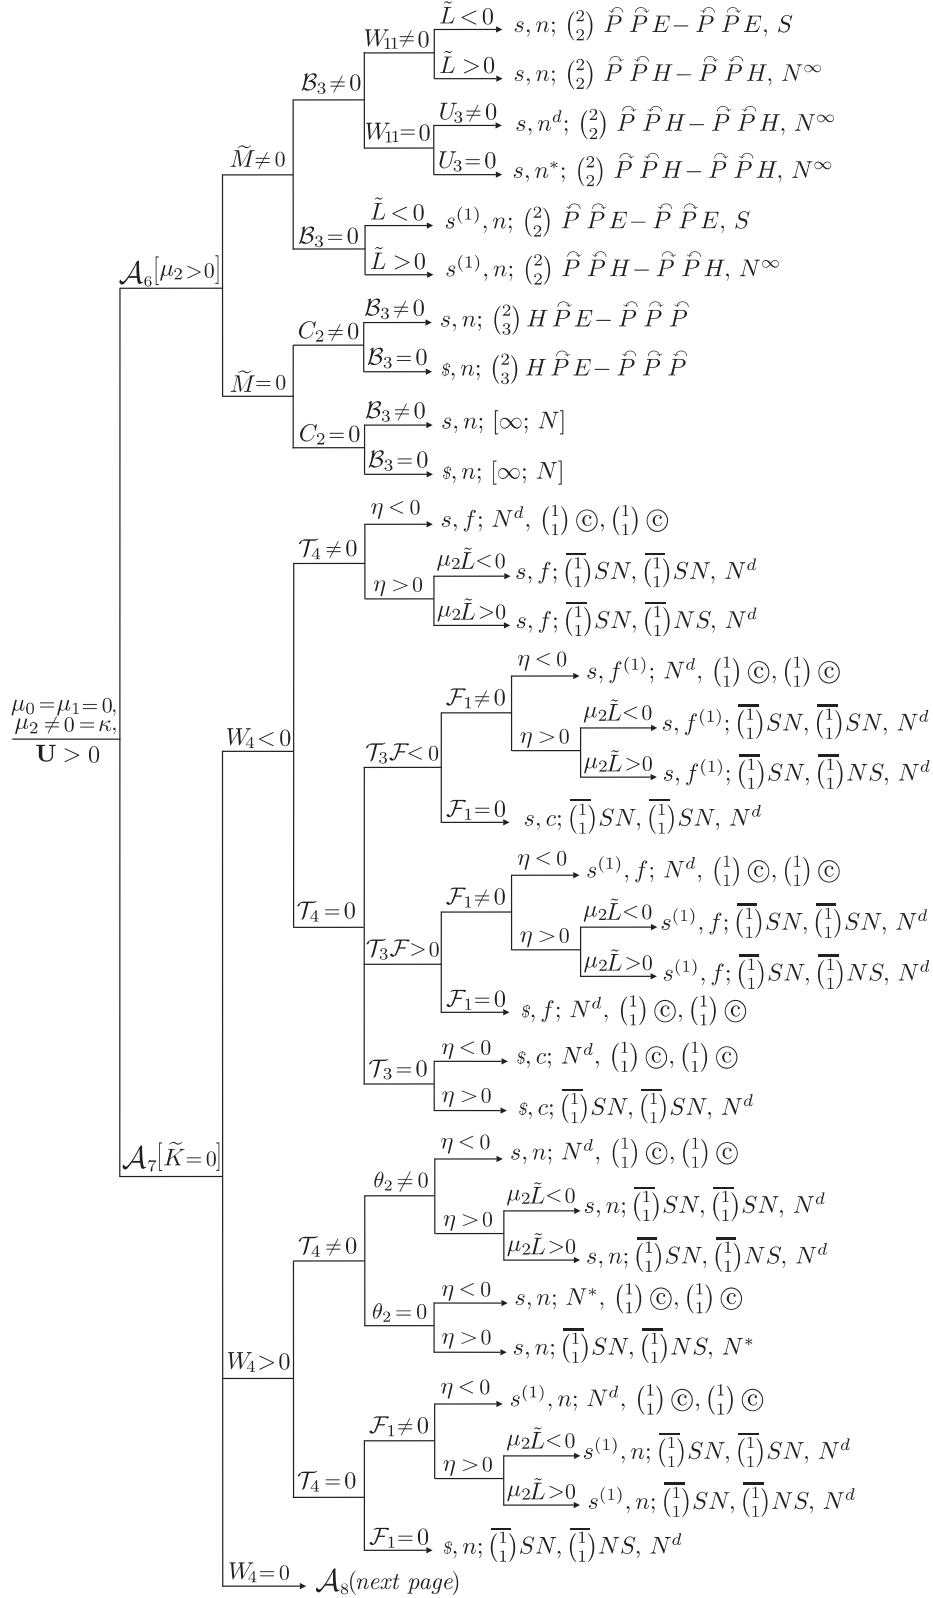 L̃<0 s, n; (2 2) P̂ P̂ E − P̂ P̂ E, S
W₁₁≠0
L̃>0 s, n; (2 2) P̂ P̂ H − P̂ P̂ H, N^∞
ℬ₃≠0
U₃≠0 s, n^d; (2 2) P̂ P̂ H − P̂ P̂ H, N^∞
W₁₁=0
M̃≠0
U₃=0 s, n*; (2 2) P̂ P̂ H − P̂ P̂ H, N^∞
L̃<0 s^(1), n; (2 2) P̂ P̂ E − P̂ P̂ E, S
ℬ₃=0
L̃>0 s^(1), n; (2 2) P̂ P̂ H − P̂ P̂ H, N^∞
𝒜₆[μ₂>0]
ℬ₃≠0 s, n; (2 3) H P̂ E − P̂ P̂ P̂
C₂≠0
ℬ₃=0 $, n; (2 3) H P̂ E − P̂ P̂ P̂
M̃=0
ℬ₃≠0 s, n; [∞; N]
C₂=0
ℬ₃=0 $, n; [∞; N]
η<0 s, f; N^d, (1 1) ⓒ, (1 1) ⓒ
𝒯₄≠0
μ₂L̃<0 s, f; (1 1)‾ SN, (1 1)‾ SN, N^d
η>0
μ₂L̃>0 s, f; (1 1)‾ SN, (1 1)‾ NS, N^d
η<0 s, f^(1); N^d, (1 1) ⓒ, (1 1) ⓒ
ℱ₁≠0
μ₀=μ₁=0,
μ₂≠0=κ,
U>0
W₄<0
μ₂L̃<0 s, f^(1); (1 1)‾ SN, (1 1)‾ SN, N^d
η>0
𝒯₃ℱ<0
μ₂L̃>0 s, f^(1); (1 1)‾ SN, (1 1)‾ NS, N^d
ℱ₁=0 s, c; (1 1)‾ SN, (1 1)‾ SN, N^d
η<0 s^(1), f; N^d, (1 1) ⓒ, (1 1) ⓒ
ℱ₁≠0
𝒯₄=0
μ₂L̃<0 s^(1), f; (1 1)‾ SN, (1 1)‾ SN, N^d
η>0
𝒯₃ℱ>0
μ₂L̃>0 s^(1), f; (1 1)‾ SN, (1 1)‾ NS, N^d
ℱ₁=0 $, f; N^d, (1 1) ⓒ, (1 1) ⓒ
η<0 $, c; N^d, (1 1) ⓒ, (1 1) ⓒ
𝒯₃=0
η>0 $, c; (1 1)‾ SN, (1 1)‾ SN, N^d
𝒜₇[K̃=0]
η<0 s, n; N^d, (1 1) ⓒ, (1 1) ⓒ
θ₂≠0
μ₂L̃<0 s, n; (1 1)‾ SN, (1 1)‾ SN, N^d
η>0
𝒯₄≠0
μ₂L̃>0 s, n; (1 1)‾ SN, (1 1)‾ NS, N^d
η<0 s, n; N*, (1 1) ⓒ, (1 1) ⓒ
θ₂=0
η>0 s, n; (1 1)‾ SN, (1 1)‾ NS, N*
W₄>0
η<0 s^(1), n; N^d, (1 1) ⓒ, (1 1) ⓒ
ℱ₁≠0
μ₂L̃<0 s^(1), n; (1 1)‾ SN, (1 1)‾ SN, N^d
η>0
𝒯₄=0
μ₂L̃>0 s^(1), n; (1 1)‾ SN, (1 1)‾ NS, N^d
ℱ₁=0 $, n; (1 1)‾ SN, (1 1)‾ NS, N^d
W₄=0 𝒜₈(next page)